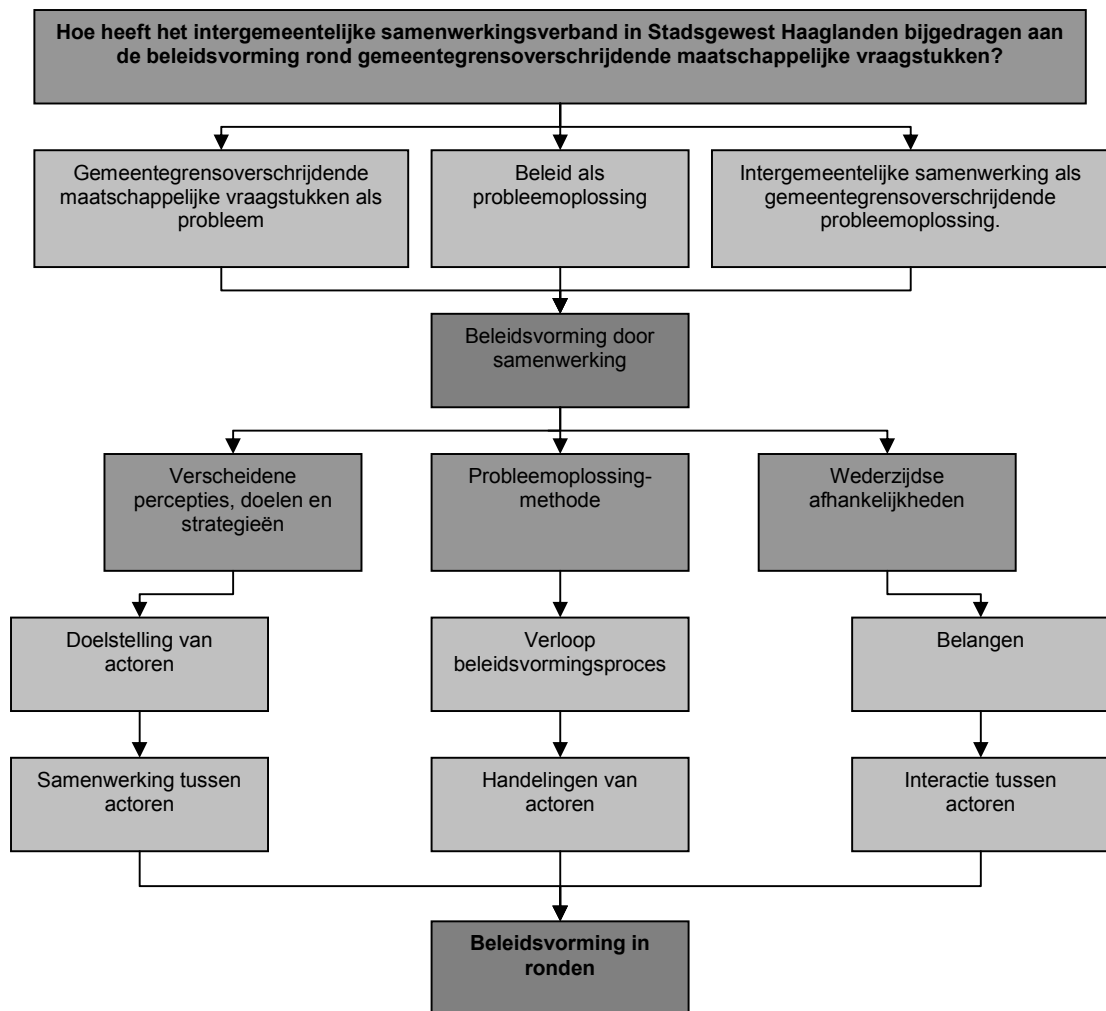 Hoe heeft het intergemeentelijke samenwerkingsverband in Stadsgewest Haaglanden bijgedragen aan
de beleidsvorming rond gemeentegrensoverschrijdende maatschappelijke vraagstukken?
Gemeentegrensoverschrijdende
maatschappelijke vraagstukken als
probleem
Beleid als
probleemoplossing
Intergemeentelijke samenwerking als
gemeentegrensoverschrijdende
probleemoplossing.
Beleidsvorming door
samenwerking
Verscheidene
percepties, doelen en
strategieën
Probleemoplossing-
methode
Wederzijdse
afhankelijkheden
Doelstelling van
actoren
Verloop
beleidsvormingsproces
Belangen
Samenwerking tussen
actoren
Handelingen van
actoren
Interactie tussen
actoren
Beleidsvorming in
ronden